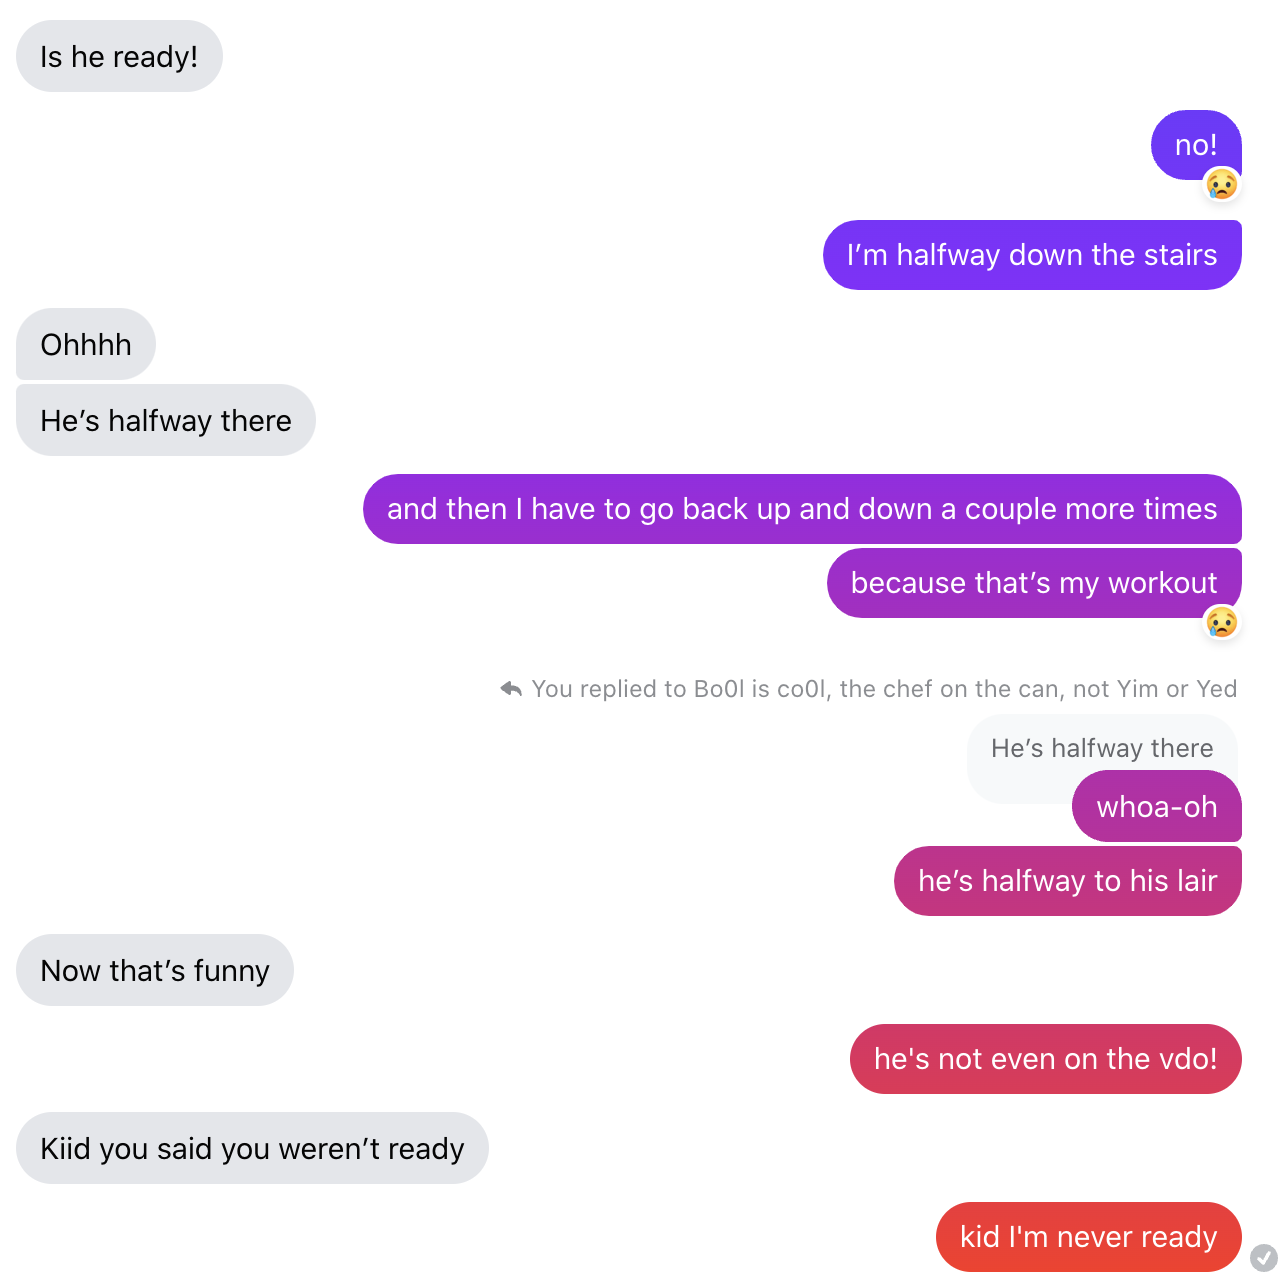 Is he ready!
no!
I’m halfway down the stairs
Ohhhh
He’s halfway there
and then I have to go back up and down a couple more times
because that’s my workout
You replied to Bo0l is co0l, the chef on the can, not Yim or Yed
He’s halfway there
whoa-oh
he’s halfway to his lair
Now that’s funny
he's not even on the vdo!
Kiid you said you weren’t ready
kid I'm never ready